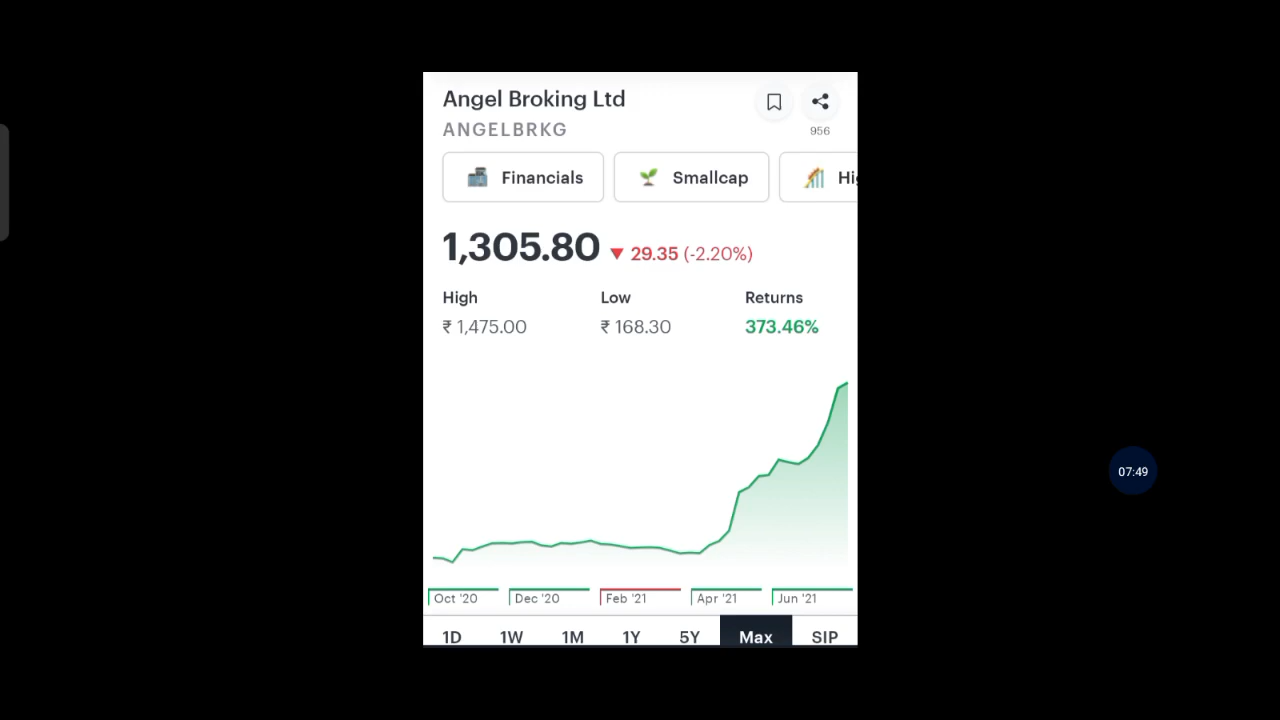 Angel Broking Ltd
ANGELBRKG
956
Financials Smallcap
1,305.80 ▼ 29.35 (-2.20%)
High Low Returns
₹ 1,475.00 ₹ 168.30 373.46%
07:49
Oct '20 Dec '20 Feb '21 Apr '21 Jun '21
1D 1W 1M 1Y 5Y Max SIP